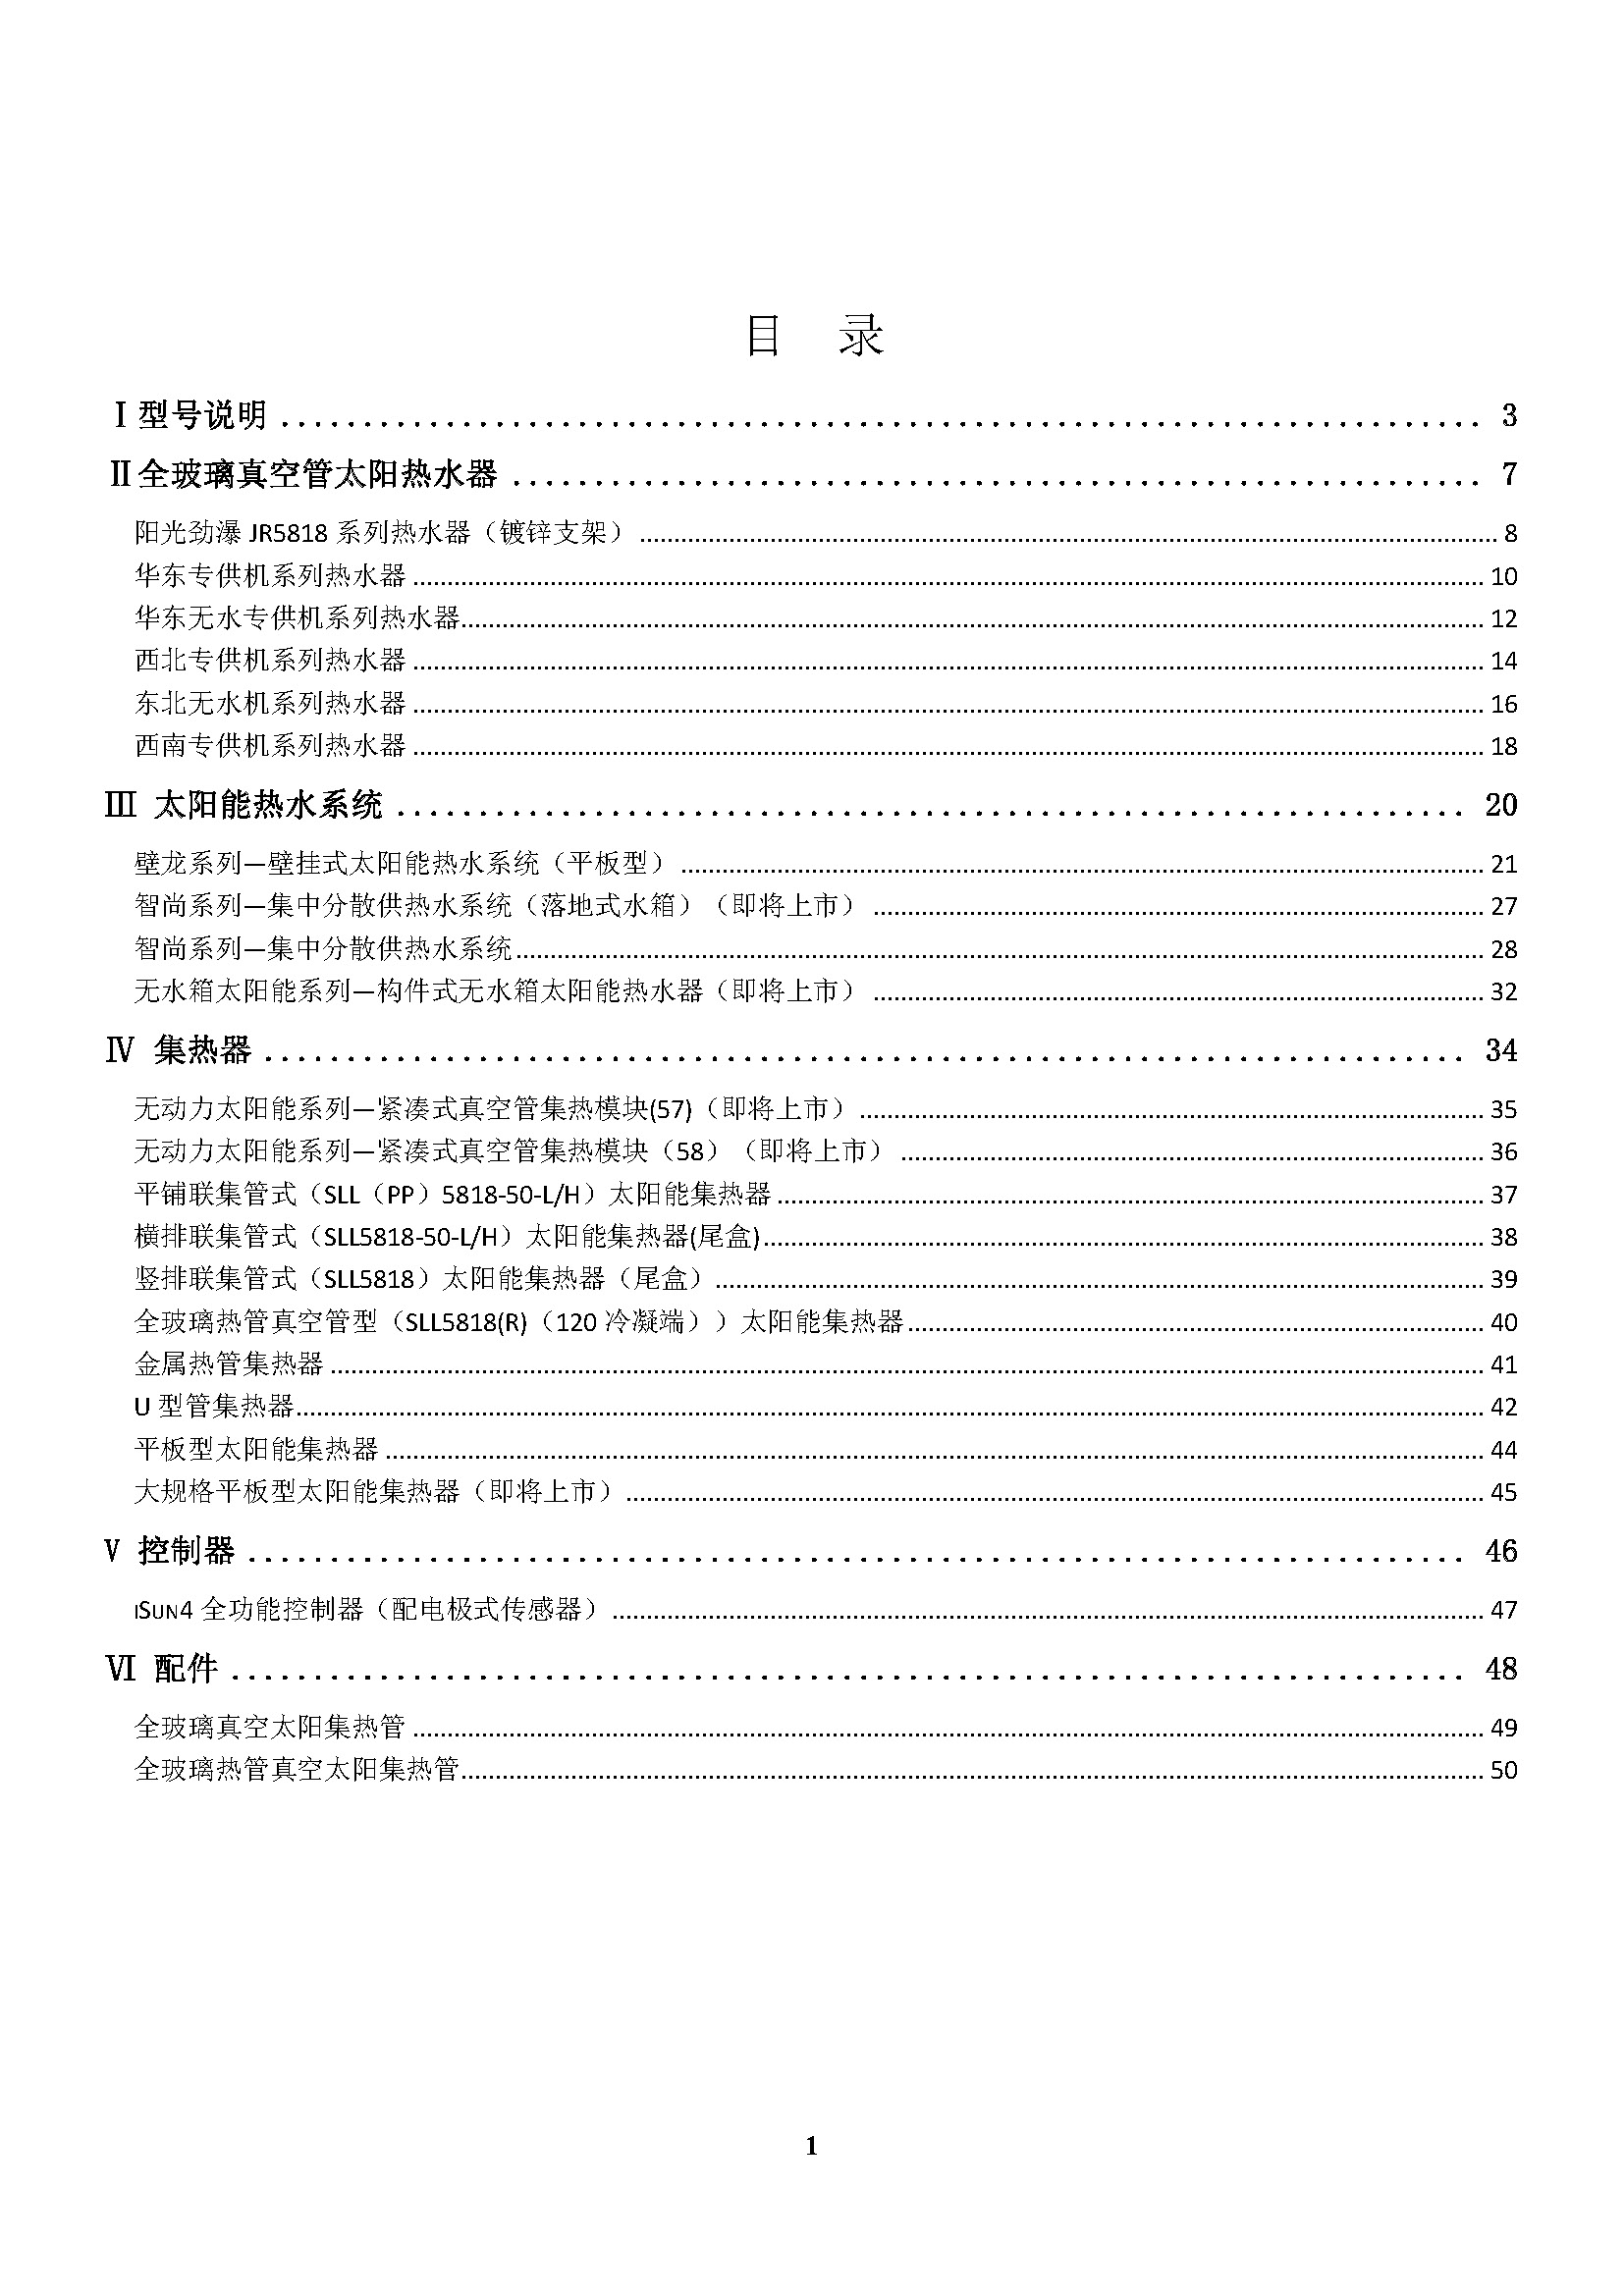 目 录
Ⅰ型号说明 ........ 3
Ⅱ全玻璃真空管太阳热水器 ........ 7
阳光劲瀑 JR5818 系列热水器（镀锌支架） ........ 8
华东专供机系列热水器 ........ 10
华东无水专供机系列热水器 ........ 12
西北专供机系列热水器 ........ 14
东北无水机系列热水器 ........ 16
西南专供机系列热水器 ........ 18
Ⅲ 太阳能热水系统 ........ 20
壁龙系列—壁挂式太阳能热水系统（平板型） ........ 21
智尚系列—集中分散供热水系统（落地式水箱）（即将上市） ........ 27
智尚系列—集中分散供热水系统 ........ 28
无水箱太阳能系列—构件式无水箱太阳能热水器（即将上市） ........ 32
Ⅳ 集热器 ........ 34
无动力太阳能系列—紧凑式真空管集热模块(57)（即将上市） ........ 35
无动力太阳能系列—紧凑式真空管集热模块（58）（即将上市） ........ 36
平铺联集管式（SLL（PP）5818-50-L/H）太阳能集热器 ........ 37
横排联集管式（SLL5818-50-L/H）太阳能集热器(尾盒) ........ 38
竖排联集管式（SLL5818）太阳能集热器（尾盒） ........ 39
全玻璃热管真空管型（SLL5818(R)（120 冷凝端））太阳能集热器 ........ 40
金属热管集热器 ........ 41
U 型管集热器 ........ 42
平板型太阳能集热器 ........ 44
大规格平板型太阳能集热器（即将上市） ........ 45
Ⅴ 控制器 ........ 46
iSun4 全功能控制器（配电极式传感器） ........ 47
Ⅵ 配件 ........ 48
全玻璃真空太阳集热管 ........ 49
全玻璃热管真空太阳集热管 ........ 50
1